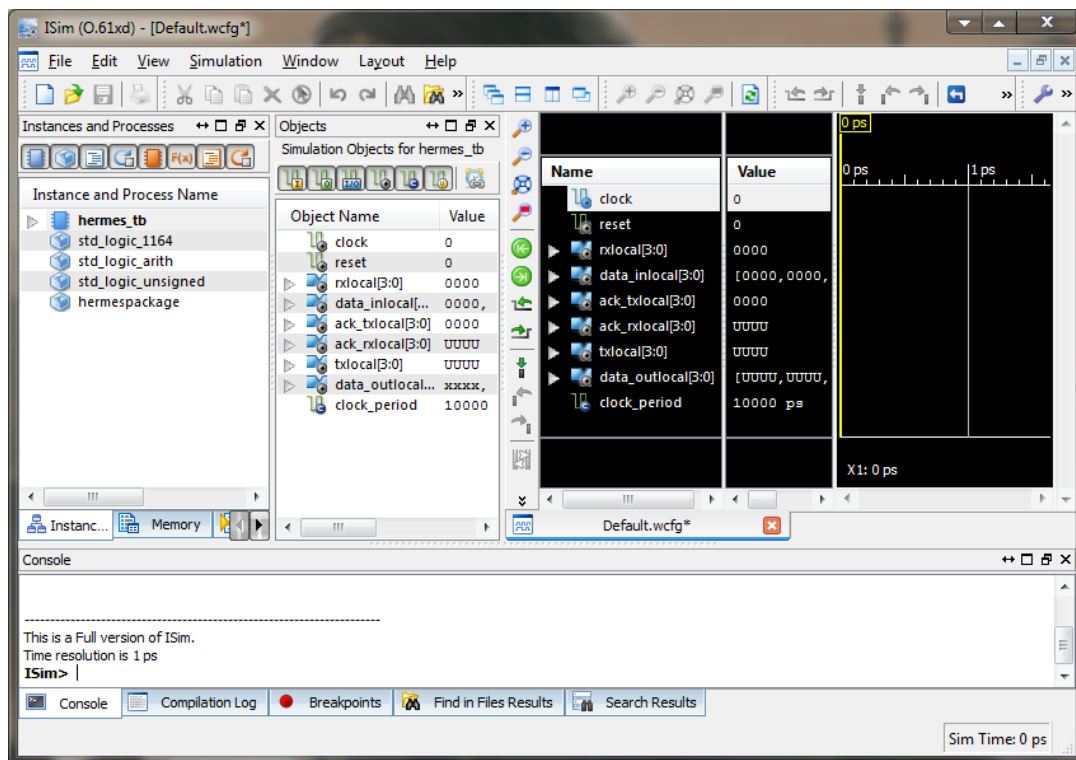 ISim (O.61xd) - [Default.wcfg*]
File Edit View Simulation Window Layout Help
Instances and Processes
F(x)
Instance and Process Name
hermes_tb
std_logic_1164
std_logic_arith
std_logic_unsigned
hermespackage
Instanc... Memory
Objects
Simulation Objects for hermes_tb
Object Name Value
clock 0
reset 0
rxlocal[3:0] 0000
data_inlocal[... 0000,
ack_txlocal[3:0] 0000
ack_rxlocal[3:0] UUUU
txlocal[3:0] UUUU
data_outlocal... xxxx,
clock_period 10000
Name Value
clock 0
reset 0
rxlocal[3:0] 0000
data_inlocal[3:0] [0000,0000,
ack_txlocal[3:0] 0000
ack_rxlocal[3:0] UUUU
txlocal[3:0] UUUU
data_outlocal[3:0] [UUUU,UUUU,
clock_period 10000 ps
0 ps
0 ps 1 ps
X1: 0 ps
Default.wcfg*
Console
This is a Full version of ISim.
Time resolution is 1 ps
ISim>
Console Compilation Log Breakpoints Find in Files Results Search Results
Sim Time: 0 ps